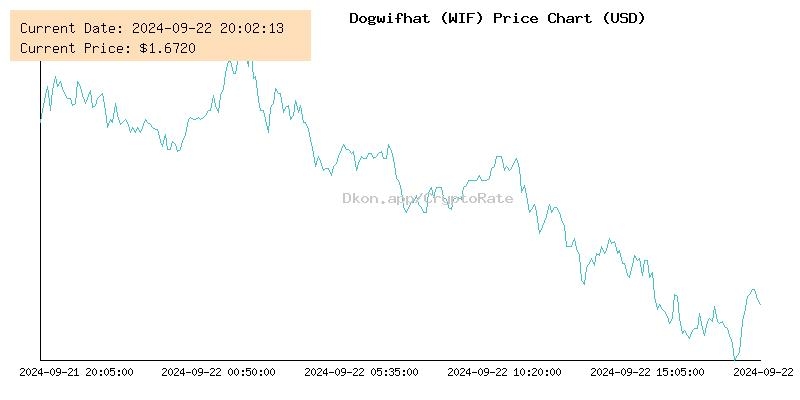 Dogwifhat (WIF) Price Chart (USD)
Current Date: 2024-09-22 20:02:13
Current Price: $1.6720
Dkon.app/CryptoRate
2024-09-21 20:05:00 2024-09-22 00:50:00 2024-09-22 05:35:00 2024-09-22 10:20:00 2024-09-22 15:05:00 2024-09-22